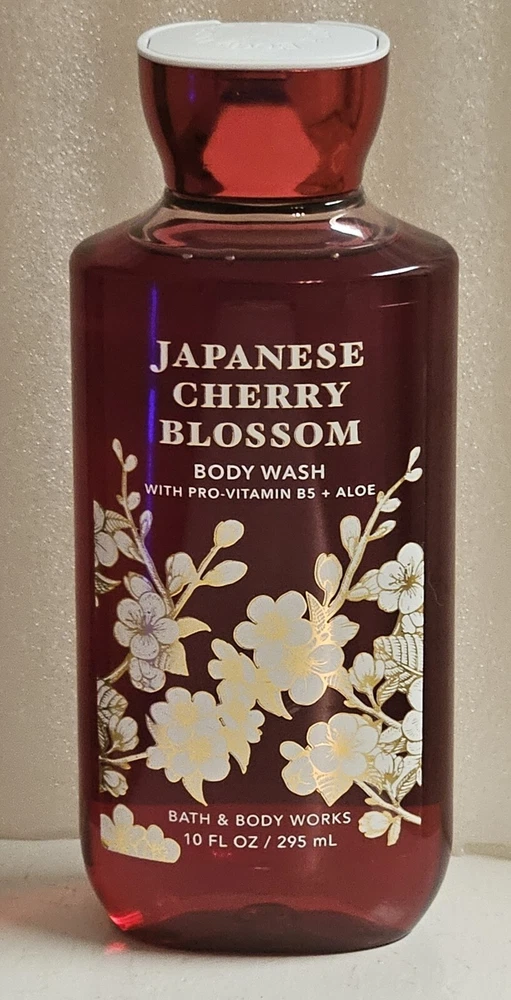 JAPANESE
CHERRY
BLOSSOM
BODY WASH
WITH PRO-VITAMIN B5 + ALOE
BATH & BODY WORKS
10 FL OZ / 295 mL